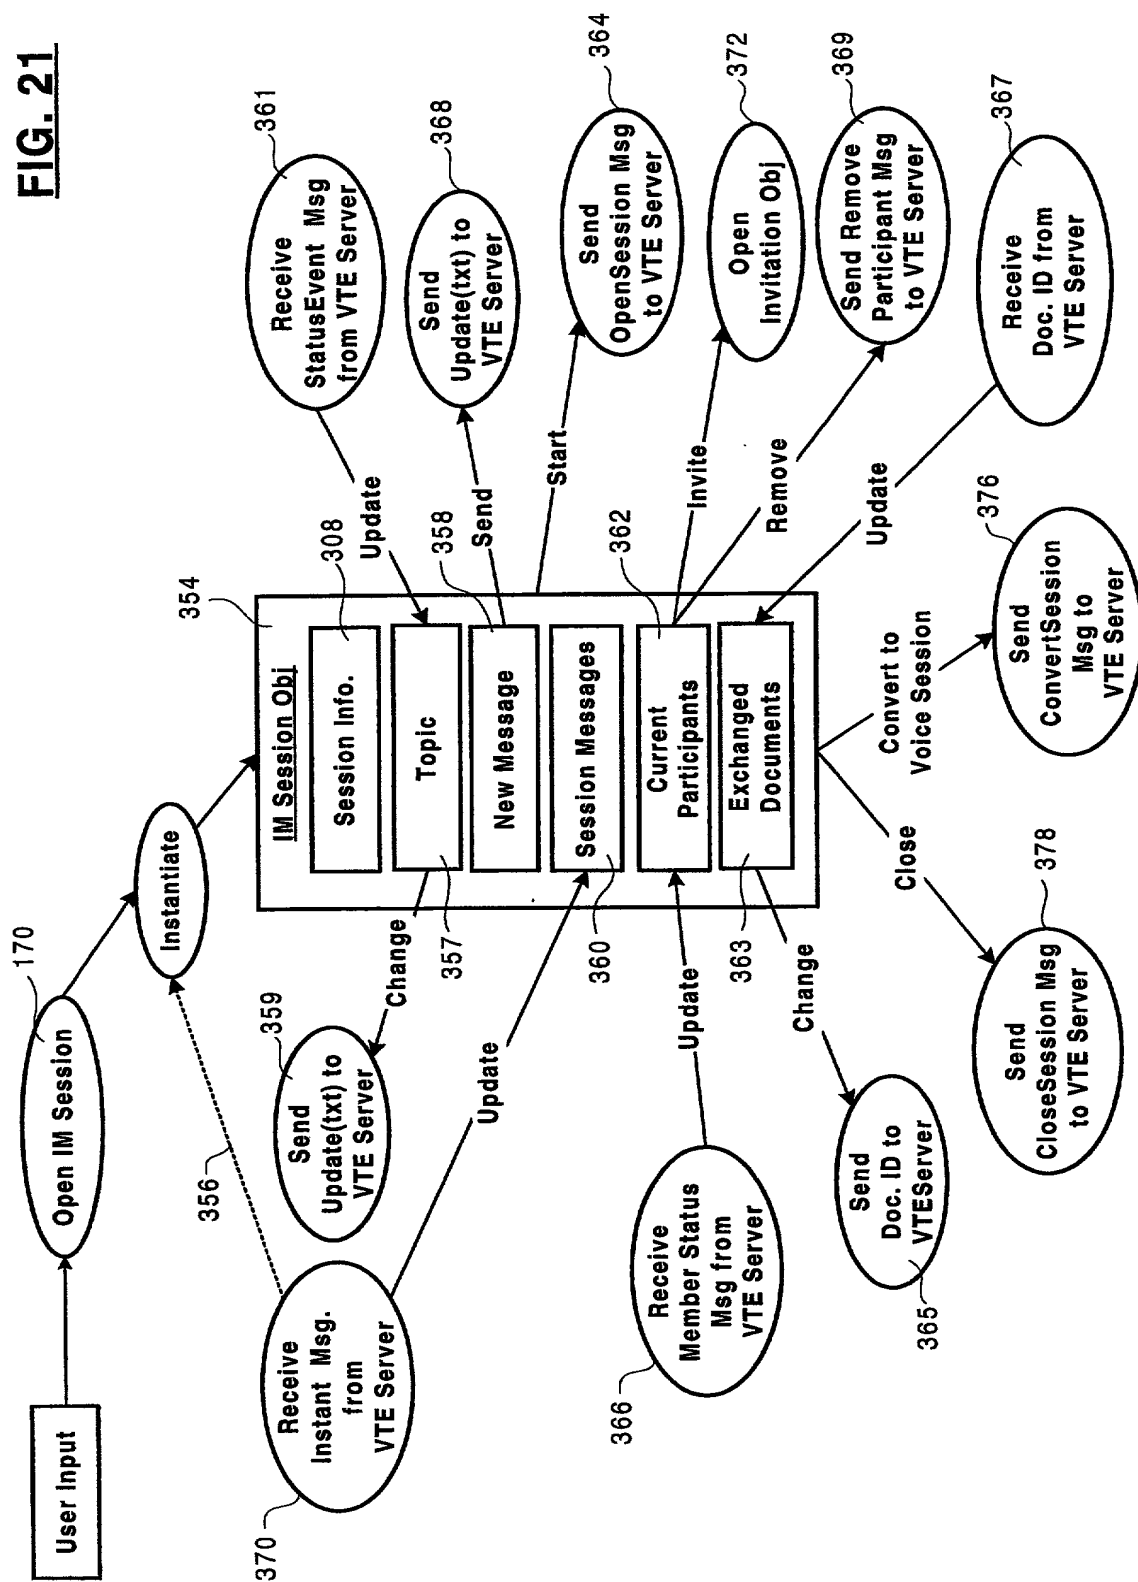 FIG. 21
User Input
Open IM Session
170
Instantiate
356
Receive
Instant Msg.
from
VTE Server
370
Update
Send
Update(txt) to
VTE Server
359
Change
354
IM Session Obj
Session Info.
308
Topic
357
New Message
358
Session Messages
360
Current
Participants
362
Exchanged
Documents
363
Update
Receive
StatusEvent Msg
from VTE Server
361
Send
Send
Update(txt) to
VTE Server
368
Start
Send
OpenSession Msg
to VTE Server
364
Invite
Open
Invitation Obj
372
Remove
Send Remove
Participant Msg
to VTE Server
369
Update
Receive
Doc. ID from
VTE Server
367
Update
Receive
Member Status
Msg from
VTE Server
366
Change
Send
Doc. ID to
VTEServer
365
Close
Send
CloseSession Msg
to VTE Server
378
Convert to
Voice Session
Send
ConvertSession
Msg to
VTE Server
376